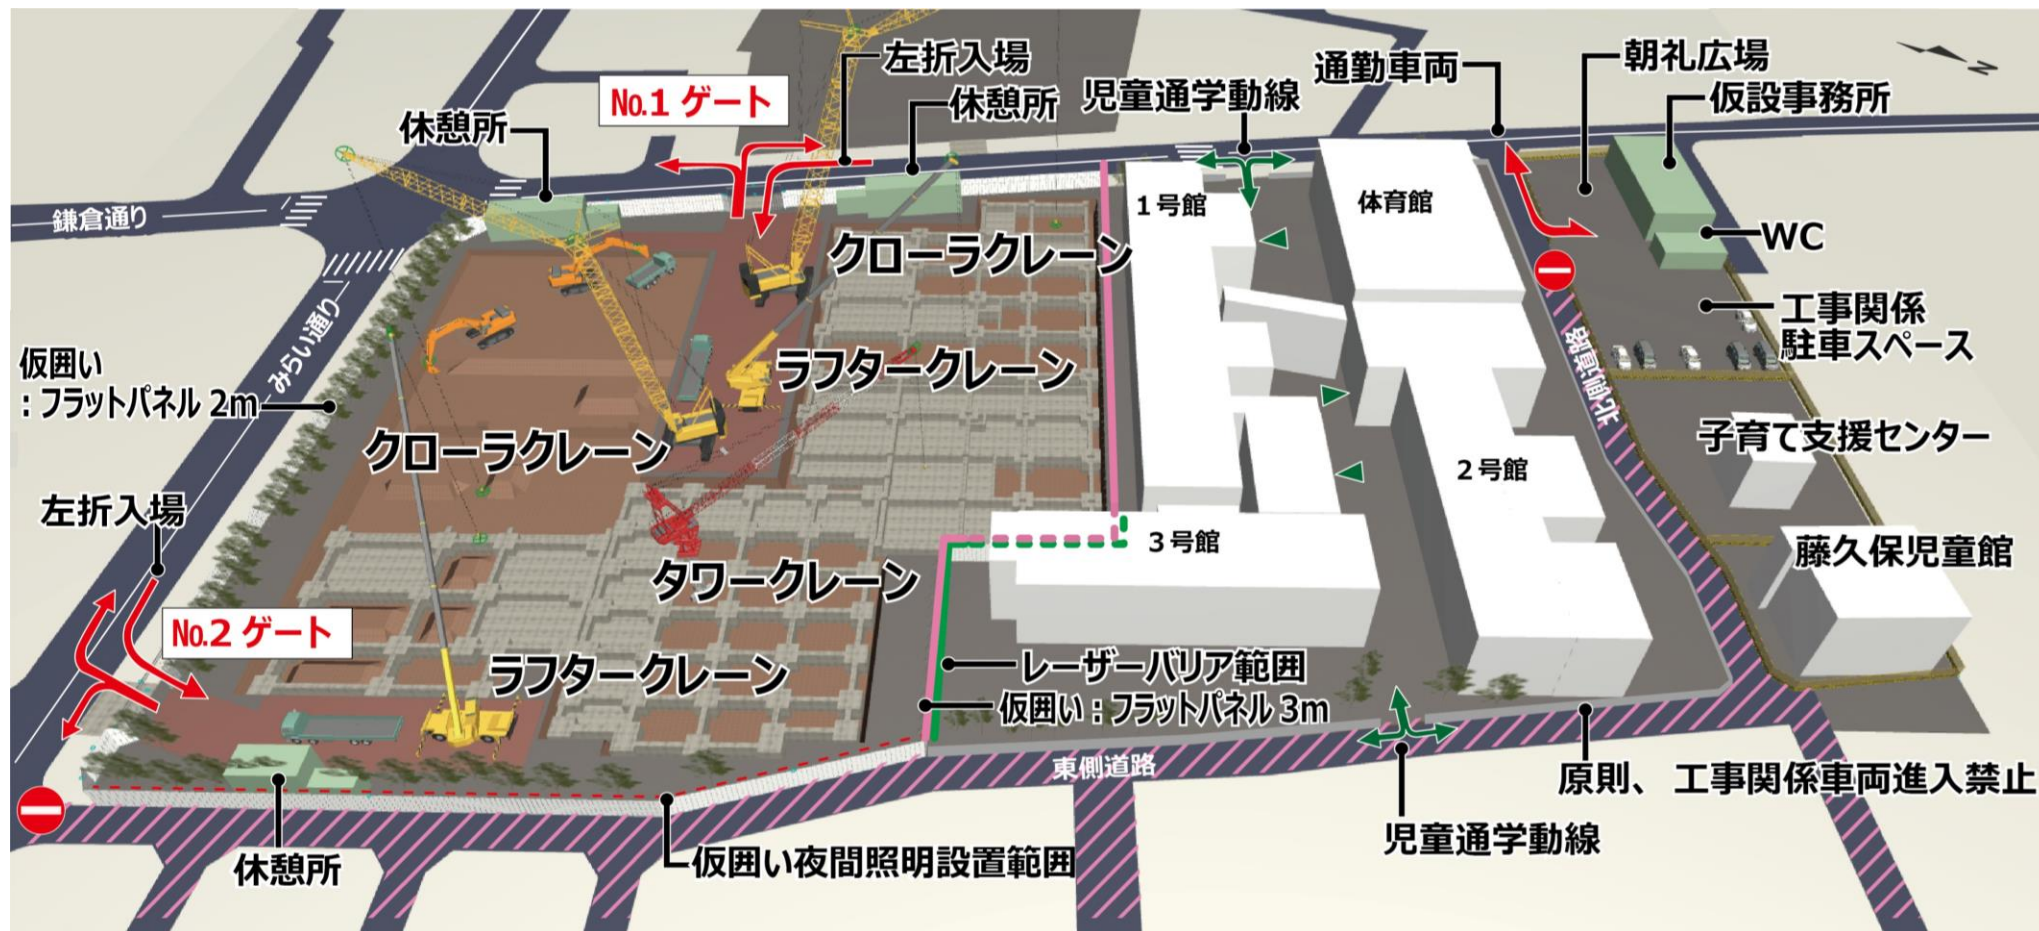 左折入場
朝礼広場
通勤車両
仮設事務所
No.1 ゲート
休憩所
児童通学動線
休憩所
1号館
体育館
鎌倉通り
WC
クローラクレーン
工事関係
駐車スペース
みらい通り
北側道路
仮囲い
：フラットパネル 2m
ラフタークレーン
子育て支援センター
クローラクレーン
2号館
左折入場
3号館
藤久保児童館
タワークレーン
No.2 ゲート
レーザーバリア範囲
ラフタークレーン
仮囲い：フラットパネル 3m
東側道路
原則、工事関係車両進入禁止
児童通学動線
休憩所
仮囲い夜間照明設置範囲
N